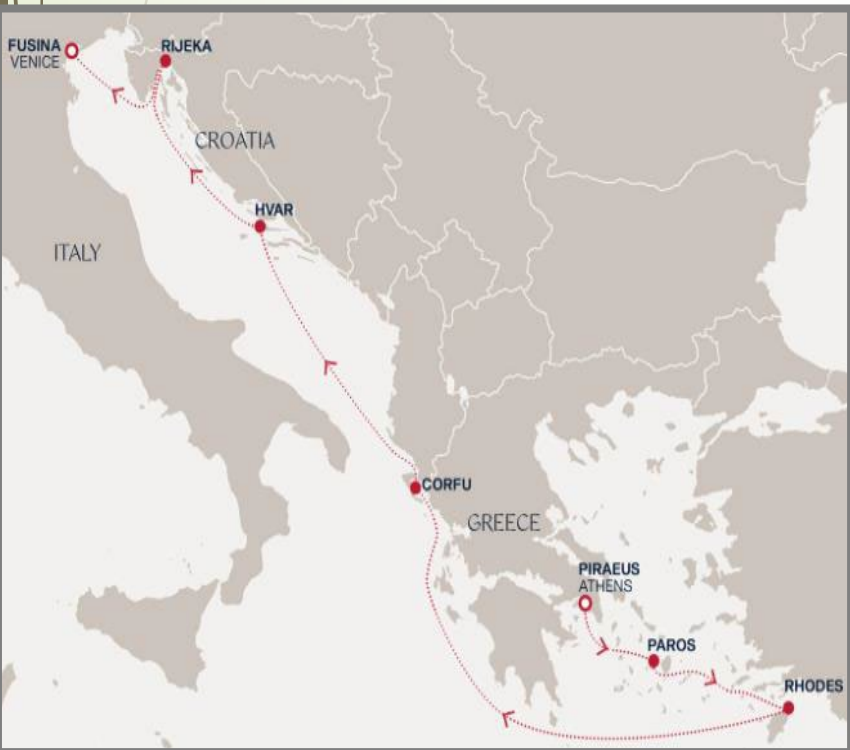 FUSINA
VENICE
RIJEKA
CROATIA
HVAR
ITALY
CORFU
GREECE
PIRAEUS
ATHENS
PAROS
RHODES